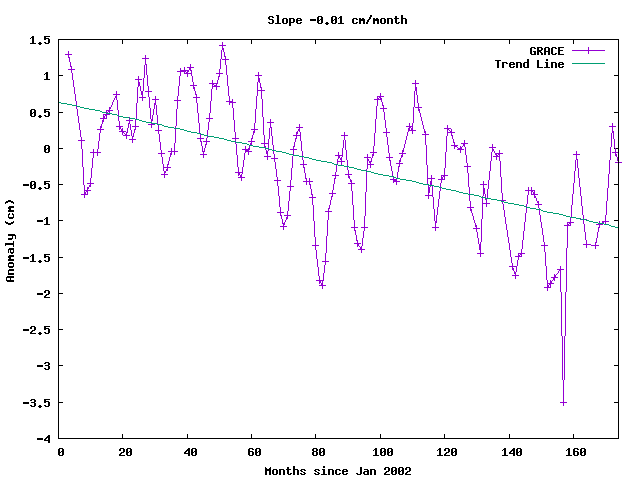 Slope -0.01 cm/month
GRACE
Trend Line
1.5
1
0.5
0
-0.5
-1
-1.5
-2
-2.5
-3
-3.5
-4
Anomaly (cm)
0 20 40 60 80 100 120 140 160
Months since Jan 2002